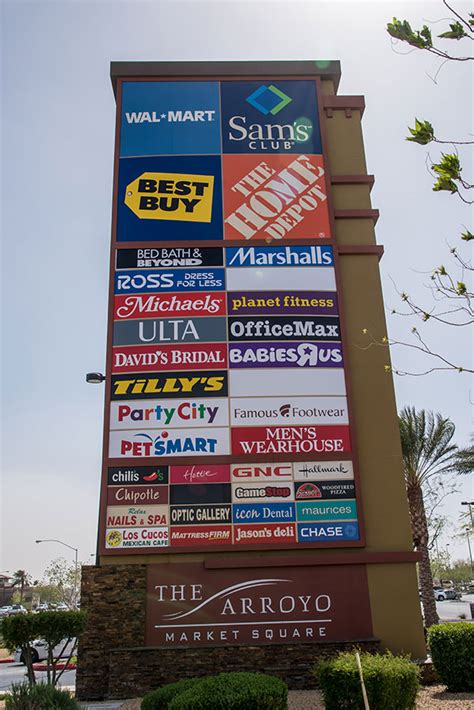 WAL★MART
Sam's
CLUB
BEST
BUY
THE
HOME
DEPOT
BED BATH &
BEYOND
Marshalls
ROSS DRESS
FOR LESS
Michaels
planet fitness
ULTA
OfficeMax
DAVID'S BRIDAL
BABIES R US
TILLY'S
Party City
FAMOUS FOOTWEAR
PETSMART
MEN'S
WEARHOUSE
chili's
GNC
Hallmark
Chipotle
GameStop
WOODFIRED
PIZZA
Relax
NAILS & SPA
OPTIC GALLERY
icon Dental
maurices
Los Cucos
MEXICAN CAFE
MATTRESS FIRM
Jason's deli
CHASE
THE ARROYO
MARKET SQUARE